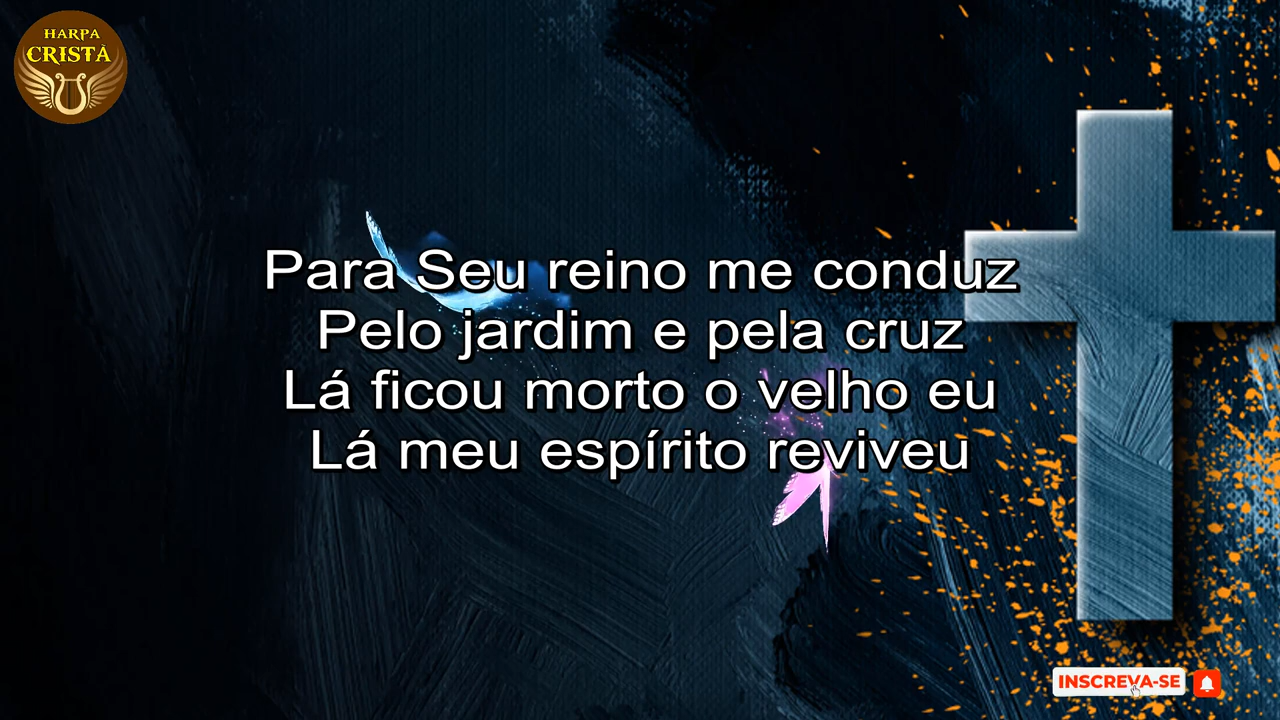 HARPA
CRISTÃ
Para Seu reino me conduz
Pelo jardim e pela cruz
Lá ficou morto o velho eu
Lá meu espírito reviveu
INSCREVA-SE